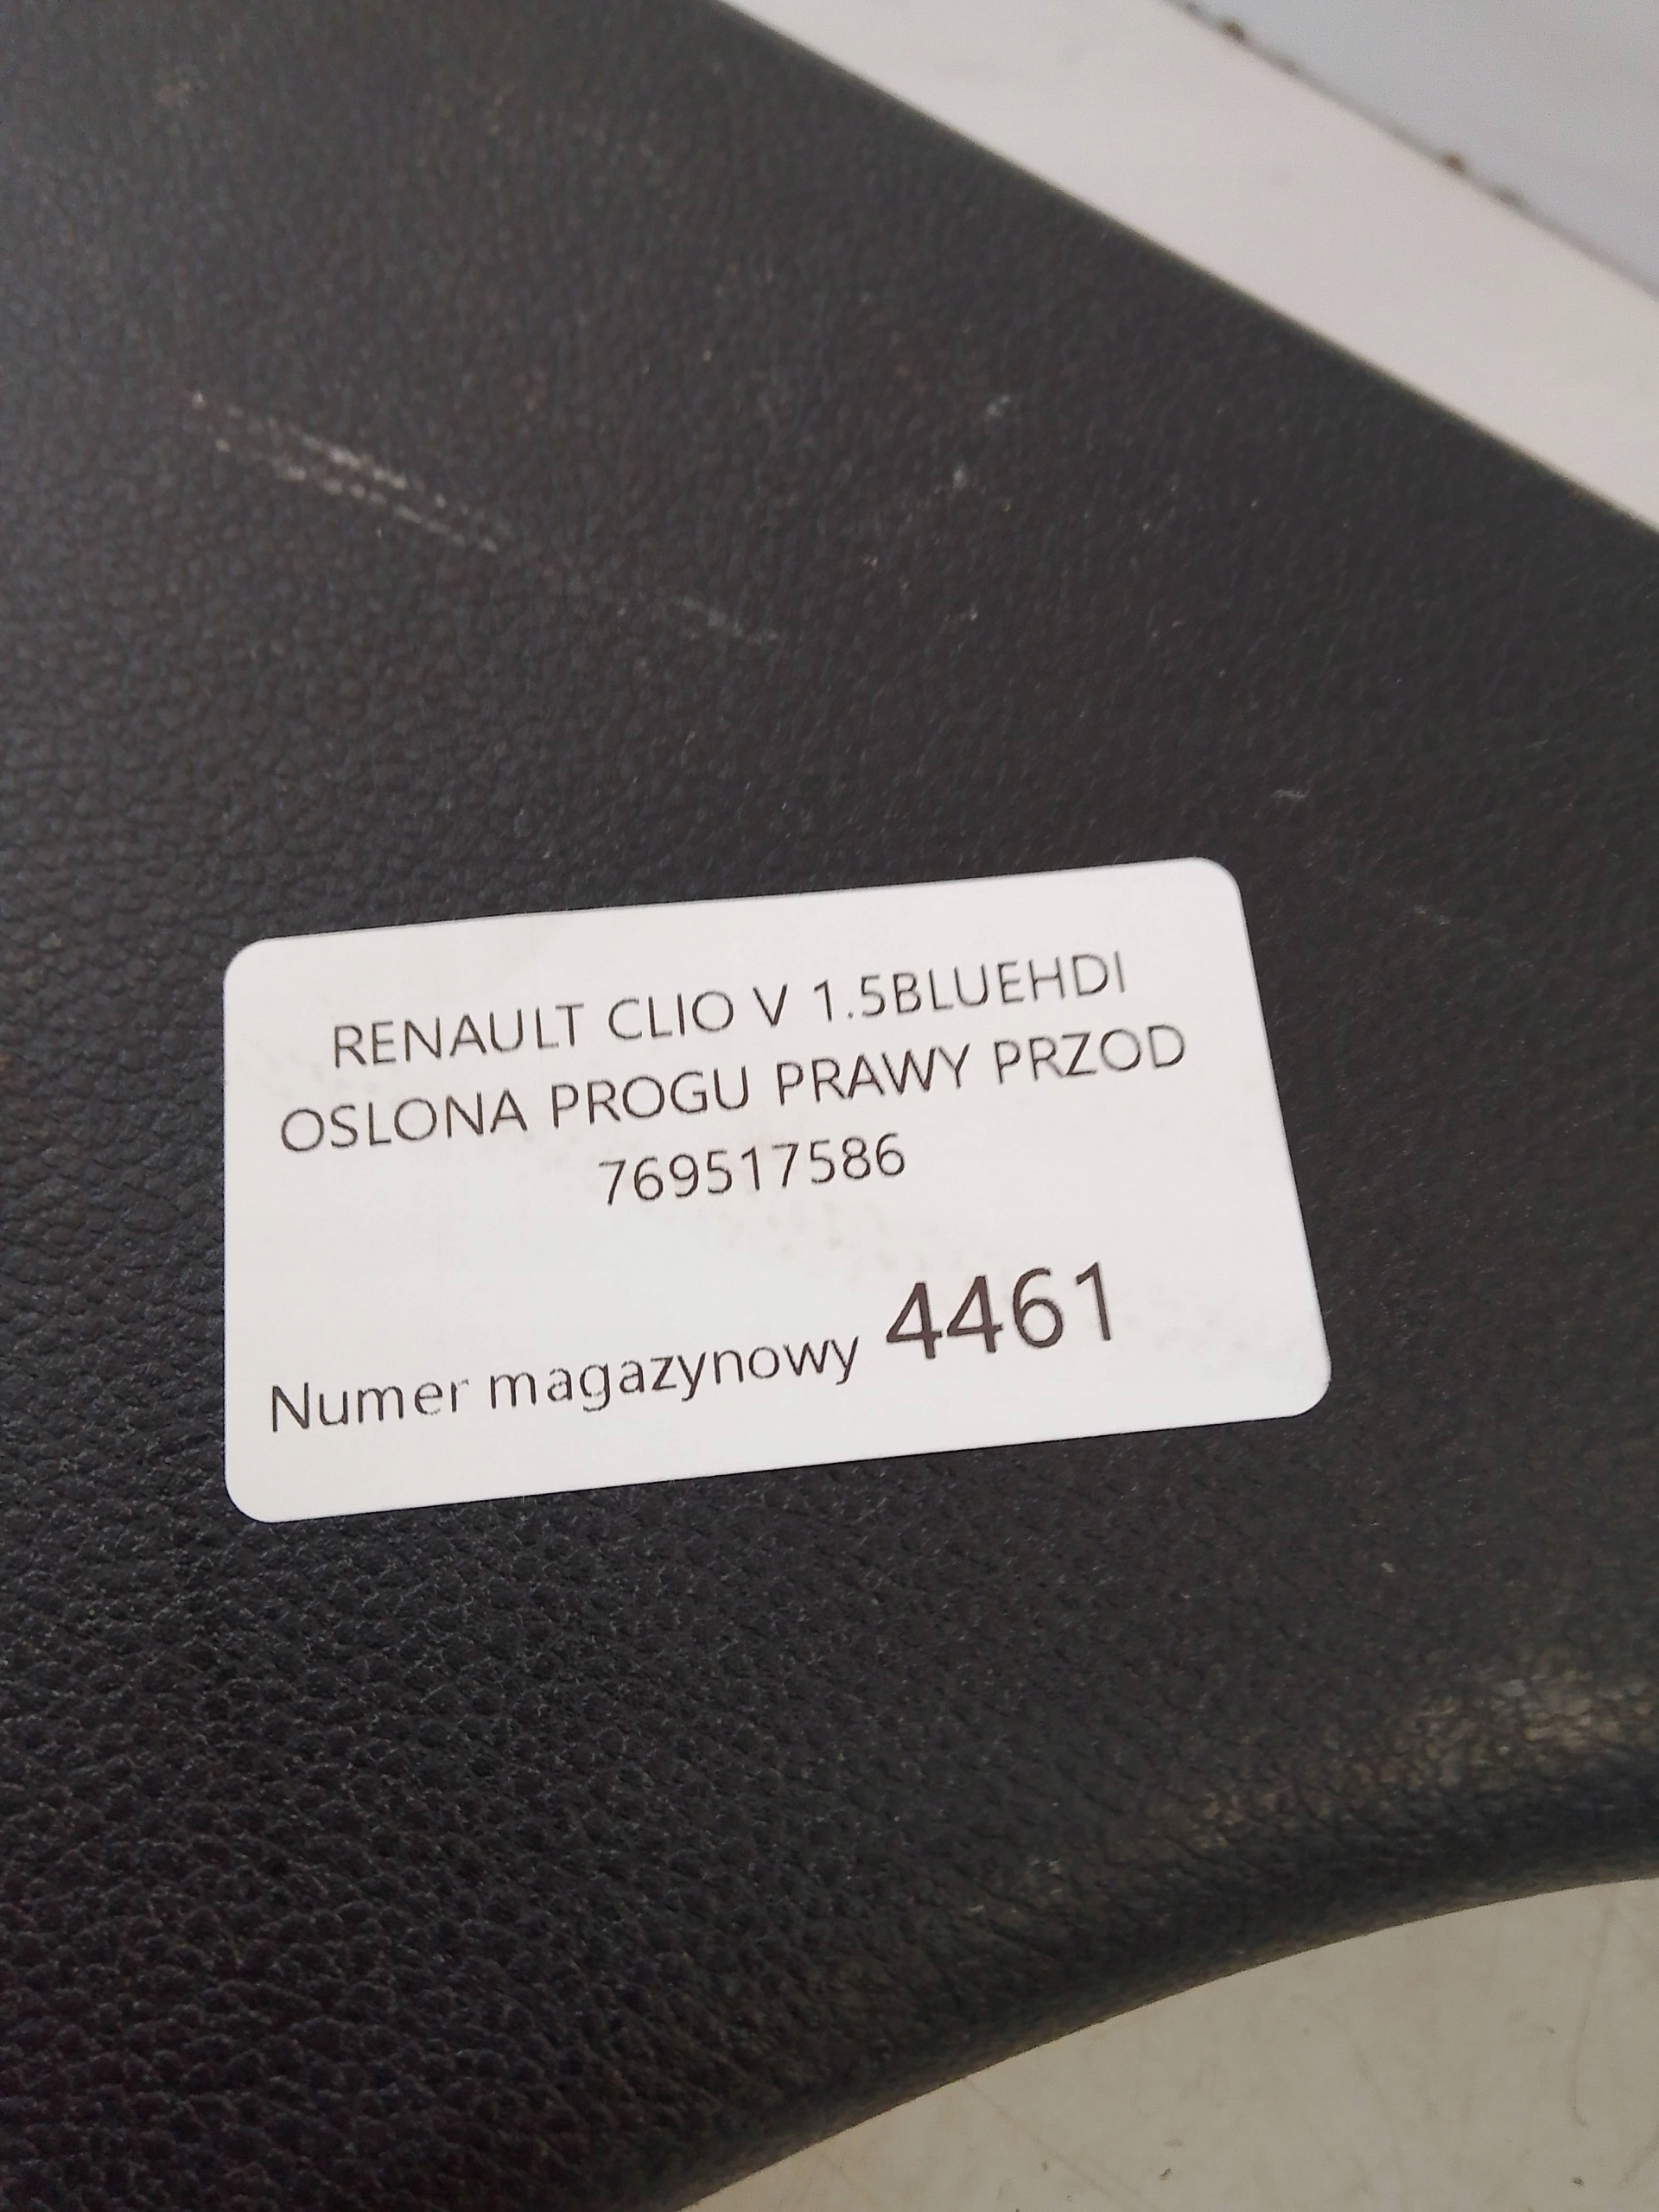 RENAULT CLIO V 1.5BLUEHDI
OSLONA PROGU PRAWY PRZOD
769517586
Numer magazynowy 4461